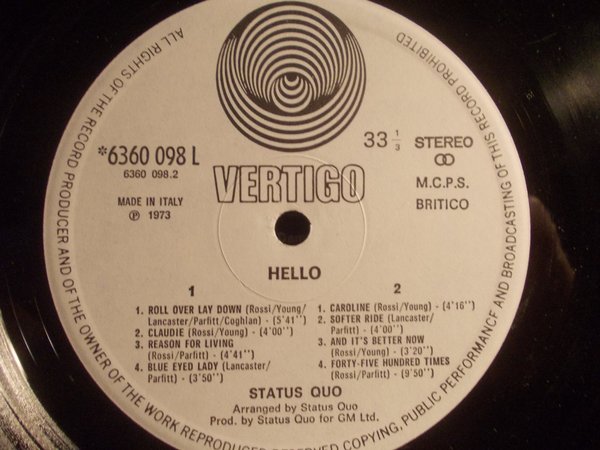 ALL RIGHTS OF THE RECORD PRODUCER AND OF THE OWNER OF THE WORK REPRODUCED RESERVED COPYING, PUBLIC PERFORMANCE AND BROADCASTING OF THIS RECORD PROHIBITED
*6360 098 L
6360 098.2
33 1/3 STEREO
M.C.P.S.
BRITICO
VERTIGO
MADE IN ITALY
℗ 1973
HELLO
1
1. ROLL OVER LAY DOWN (Rossi/Young/
Lancaster/Parfitt/Coghlan) - (5'41'')
2. CLAUDIE (Rossi/Young) - (4'00'')
3. REASON FOR LIVING
(Rossi/Parfitt) - (4'41'')
4. BLUE EYED LADY (Lancaster/
Parfitt) - (3'50'')
2
1. CAROLINE (Rossi/Young) - (4'16'')
2. SOFTER RIDE (Lancaster/
Parfitt) - (4'00'')
3. AND IT'S BETTER NOW
(Rossi/Young) - (3'20'')
4. FORTY-FIVE HUNDRED TIMES
(Rossi/Parfitt) - (9'50'')
STATUS QUO
Arranged by Status Quo
Prod. by Status Quo for GM Ltd.